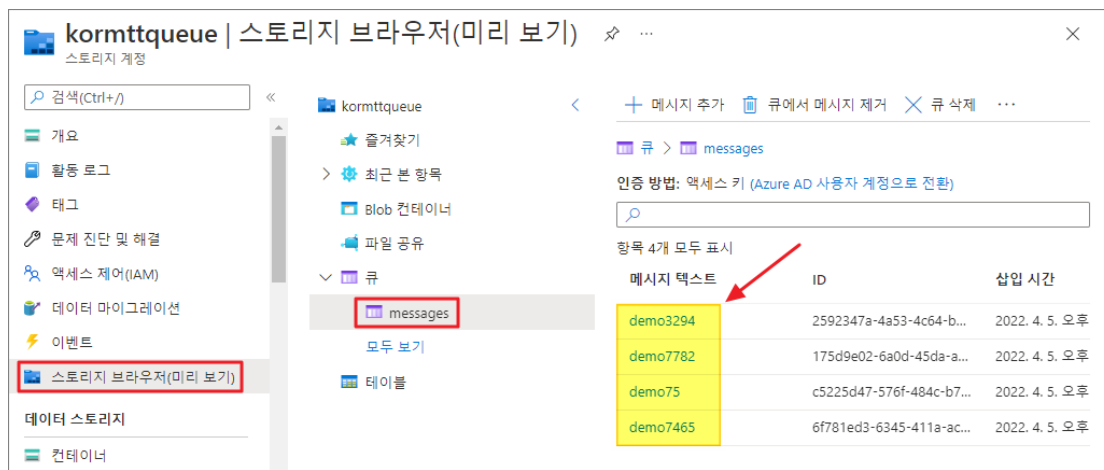 kormttqueue | 스토리지 브라우저(미리 보기) ...
스토리지 계정
검색(Ctrl+/)
개요
활동 로그
태그
문제 진단 및 해결
액세스 제어(IAM)
데이터 마이그레이션
이벤트
스토리지 브라우저(미리 보기)
데이터 스토리지
컨테이너
kormttqueue
즐겨찾기
최근 본 항목
Blob 컨테이너
파일 공유
큐
messages
모두 보기
테이블
메시지 추가 큐에서 메시지 제거 큐 삭제 ...
큐 > messages
인증 방법: 액세스 키 (Azure AD 사용자 계정으로 전환)
항목 4개 모두 표시
메시지 텍스트 ID 삽입 시간
demo3294 2592347a-4a53-4c64-b... 2022. 4. 5. 오후
demo7782 175d9e02-6a0d-45da-a... 2022. 4. 5. 오후
demo75 c5225d47-576f-484c-b7... 2022. 4. 5. 오후
demo7465 6f781ed3-6345-411a-ac... 2022. 4. 5. 오후